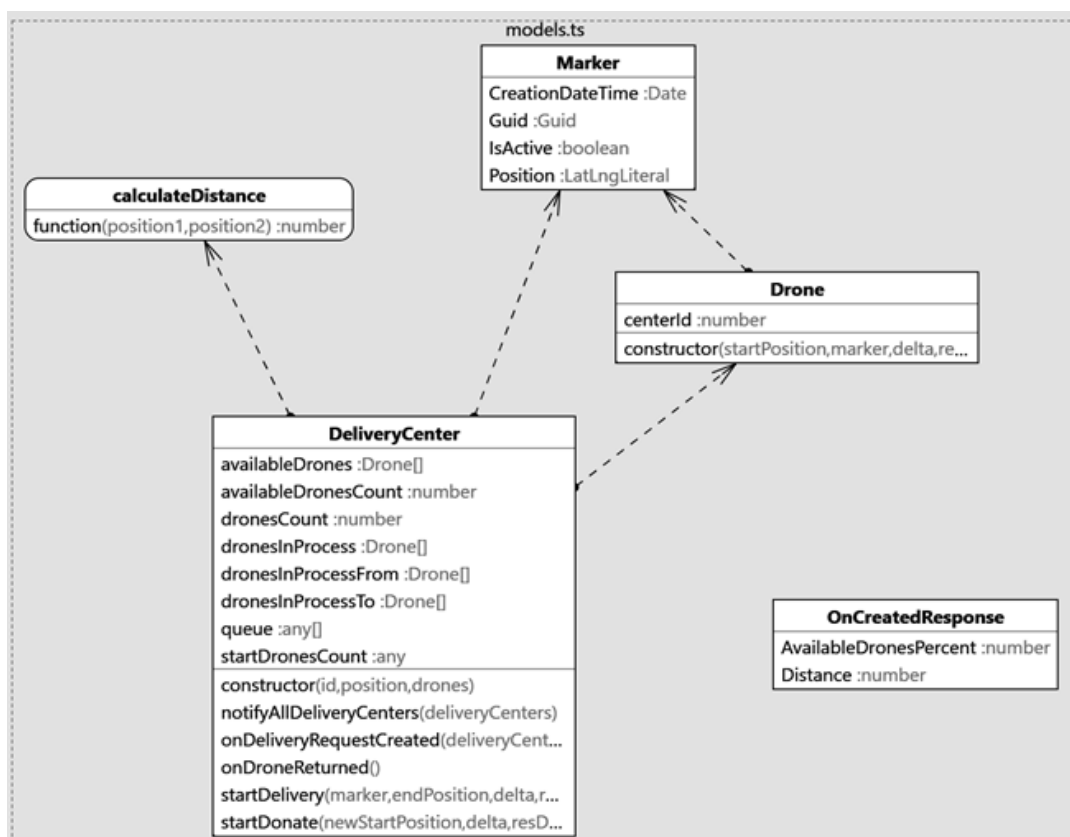 models.ts
Marker
CreationDateTime :Date
Guid :Guid
IsActive :boolean
Position :LatLngLiteral
calculateDistance
function(position1,position2) :number
Drone
centerId :number
constructor(startPosition,marker,delta,re...
DeliveryCenter
availableDrones :Drone[]
availableDronesCount :number
dronesCount :number
dronesInProcess :Drone[]
dronesInProcessFrom :Drone[]
dronesInProcessTo :Drone[]
queue :any[]
startDronesCount :any
constructor(id,position,drones)
notifyAllDeliveryCenters(deliveryCenters)
onDeliveryRequestCreated(deliveryCent...
onDroneReturned()
startDelivery(marker,endPosition,delta,r...
startDonate(newStartPosition,delta,resD...
OnCreatedResponse
AvailableDronesPercent :number
Distance :number